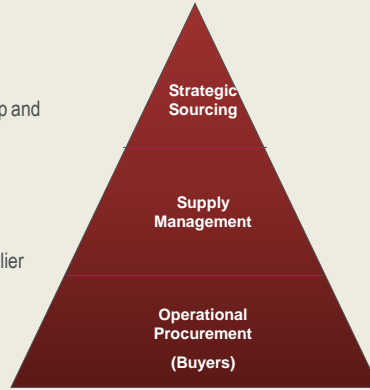 Strategic
Sourcing
and
Supply
Management
Operational
Procurement
(Buyers)